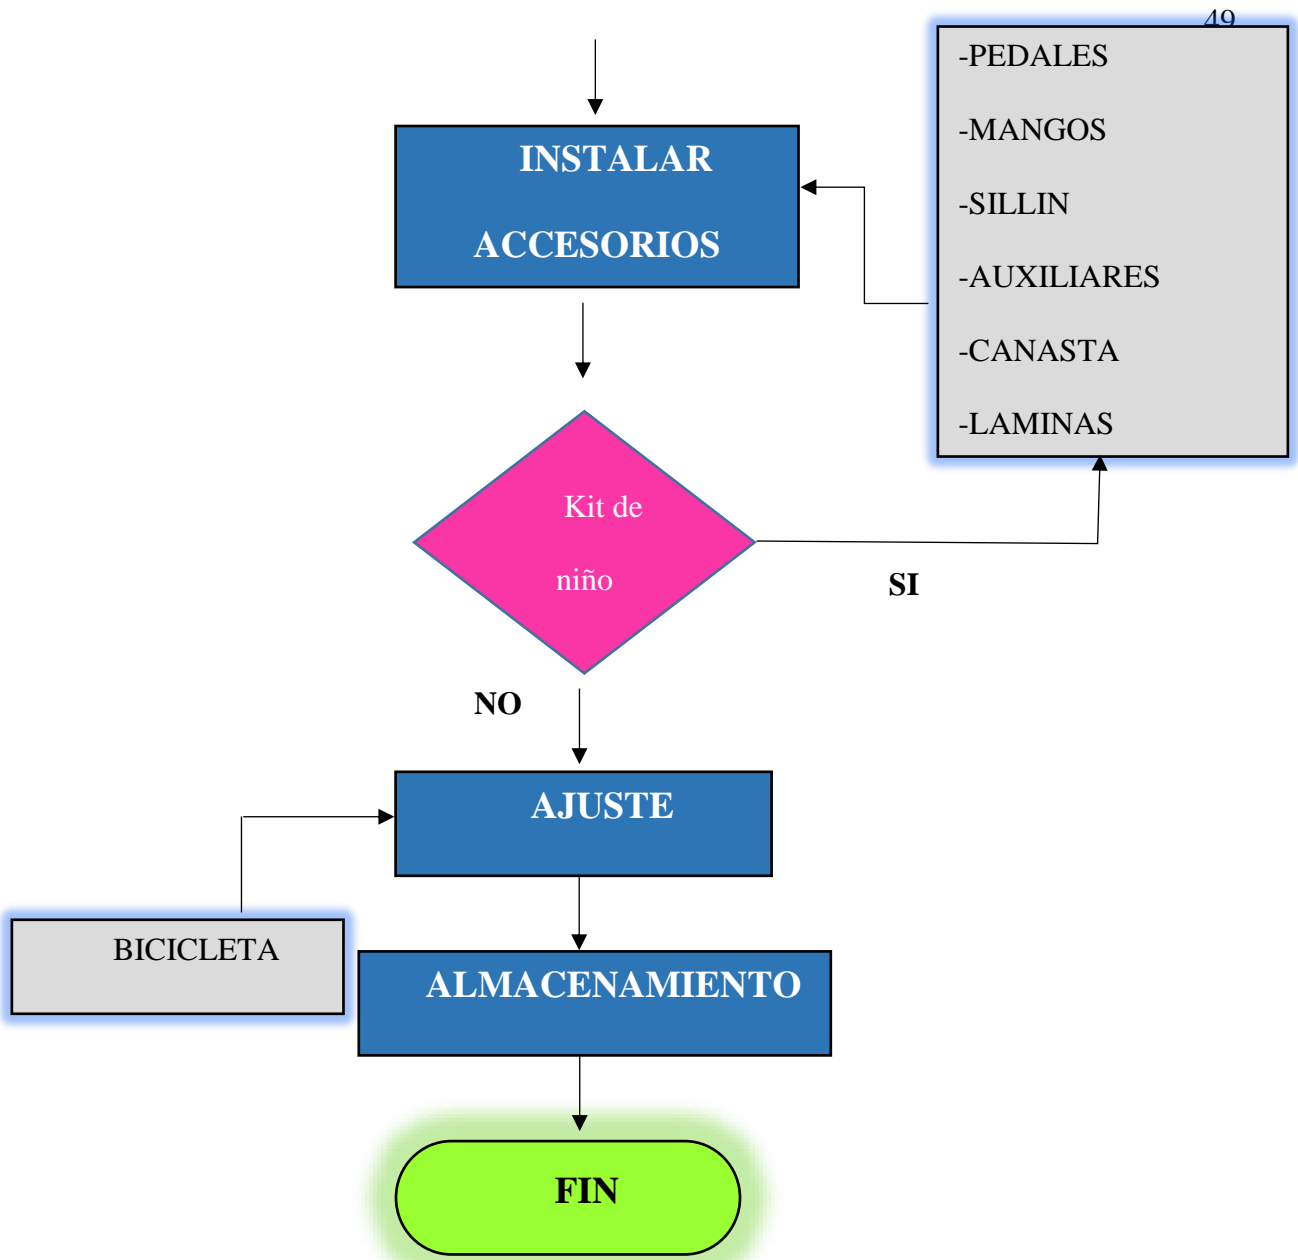 49
-PEDALES
-MANGOS
-SILLIN
-AUXILIARES
-CANASTA
-LAMINAS
INSTALAR
ACCESORIOS
Kit de
niño
SI
NO
AJUSTE
BICICLETA
ALMACENAMIENTO
FIN